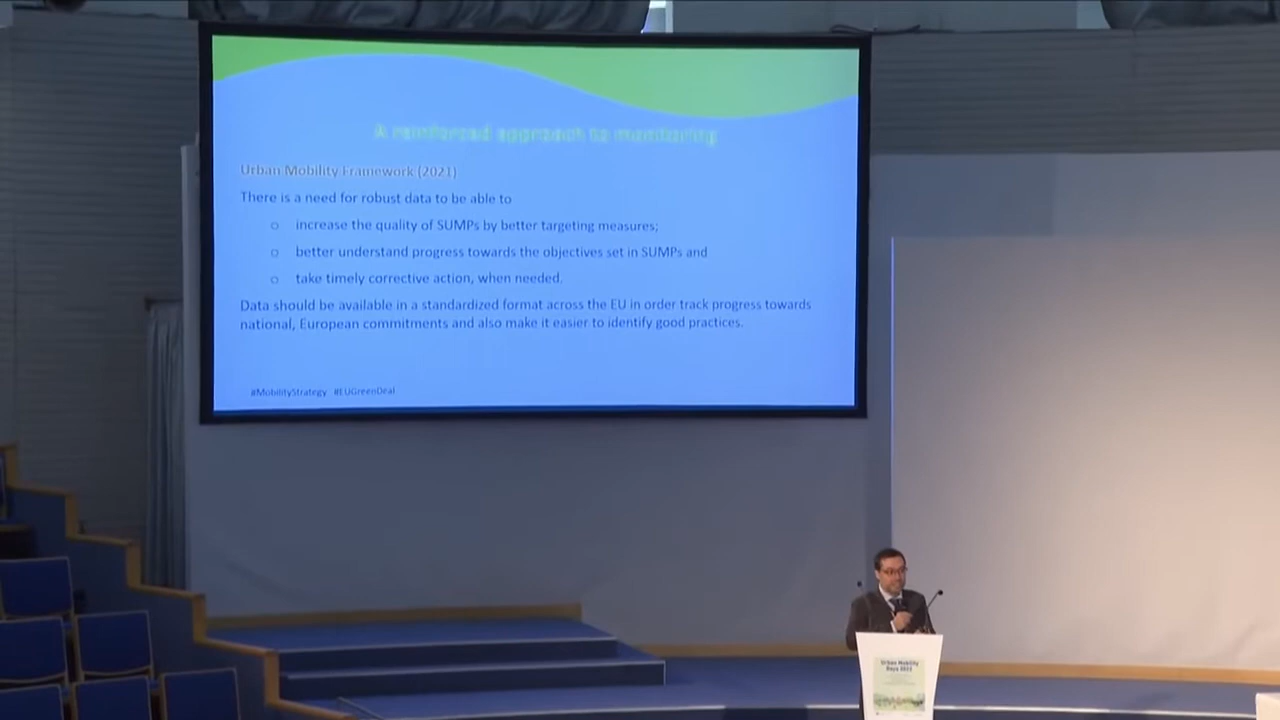 A reinforced approach to monitoring
Urban Mobility Framework (2021)
There is a need for robust data to be able to
o increase the quality of SUMPs by better targeting measures;
o better understand progress towards the objectives set in SUMPs and
o take timely corrective action, when needed.
Data should be available in a standardized format across the EU in order track progress towards
national, European commitments and also make it easier to identify good practices.
#MobilityStrategy #EUGreenDeal
Urban Mobility
Days